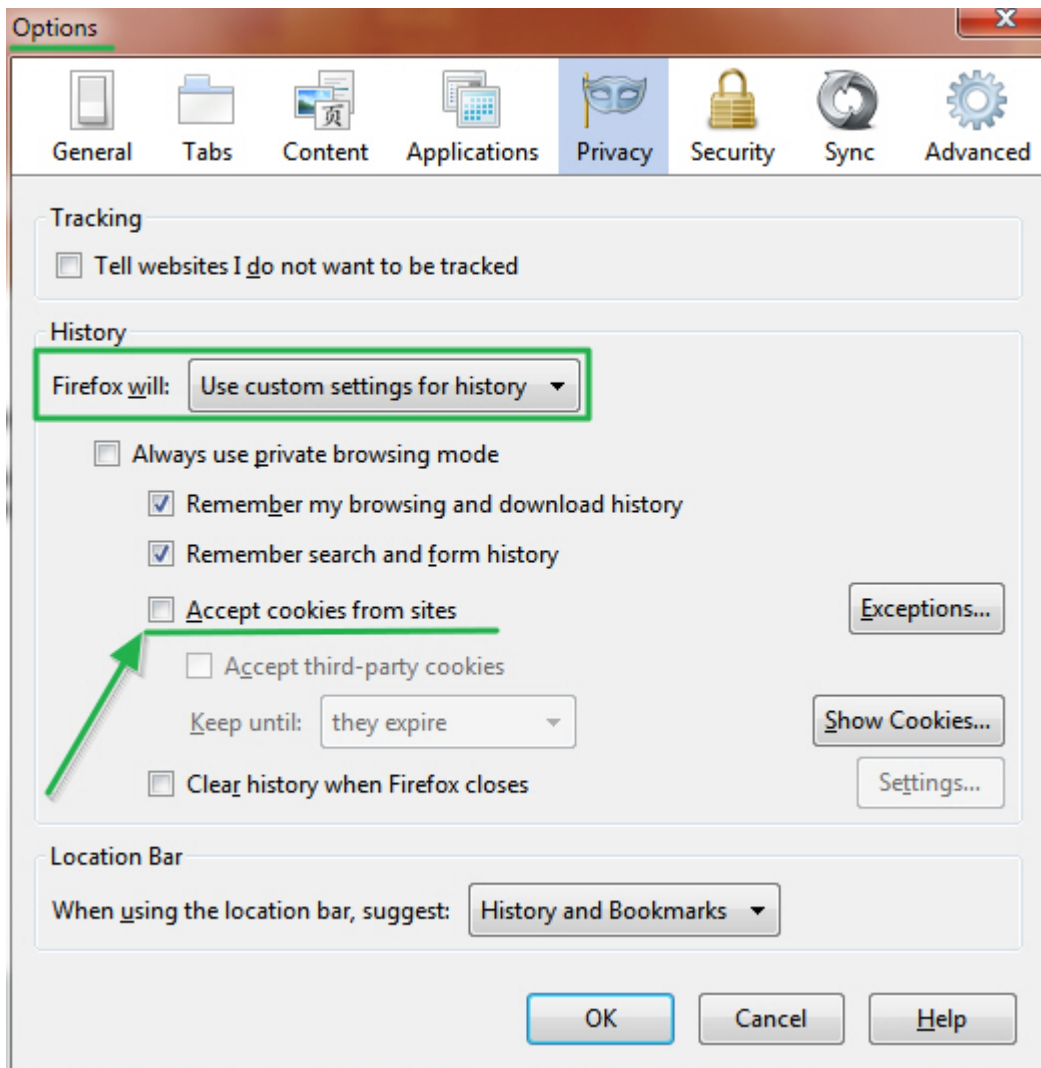 Options
General Tabs Content Applications Privacy Security Sync Advanced
Tracking
Tell websites I do not want to be tracked
History
Firefox will: Use custom settings for history
Always use private browsing mode
Remember my browsing and download history
Remember search and form history
Accept cookies from sites Exceptions...
Accept third-party cookies
Keep until: they expire Show Cookies...
Clear history when Firefox closes Settings...
Location Bar
When using the location bar, suggest: History and Bookmarks
OK Cancel Help
页